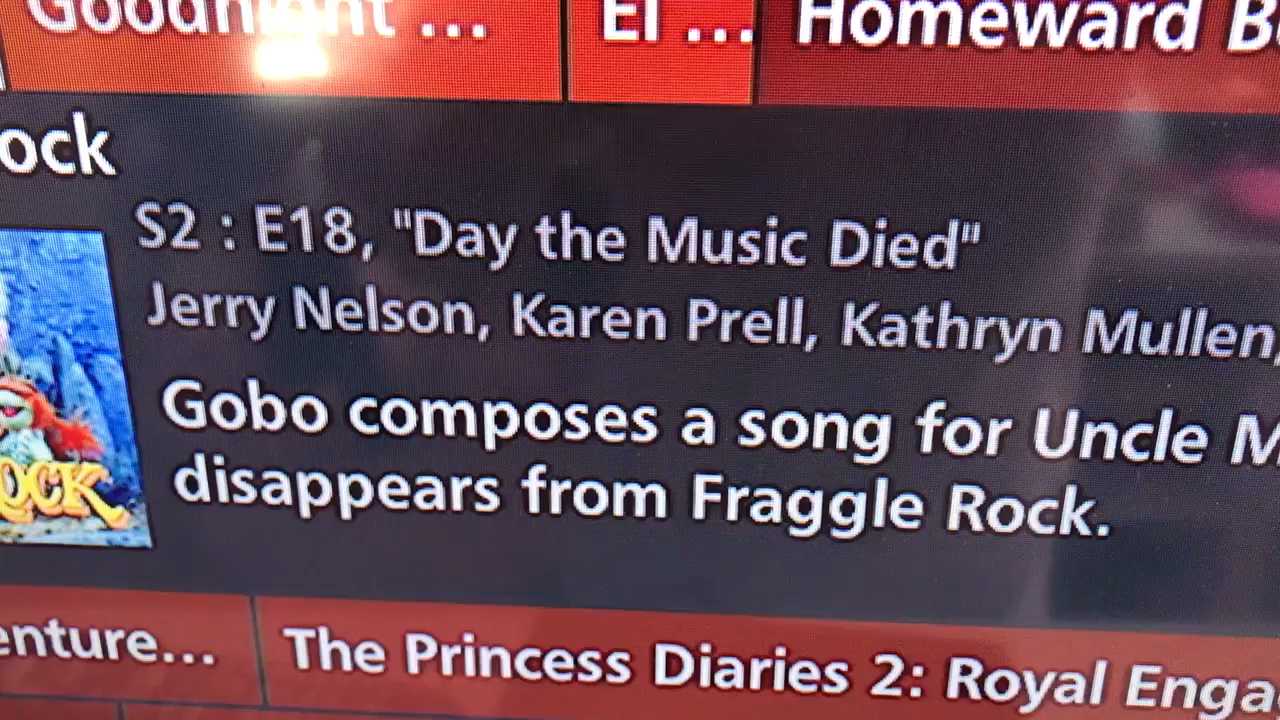 Goodnight ...
El ...
Homeward B
ock
S2 : E18, "Day the Music Died"
Jerry Nelson, Karen Prell, Kathryn Mullen,
Gobo composes a song for Uncle M
disappears from Fraggle Rock.
OCK
enture...
The Princess Diaries 2: Royal Enga